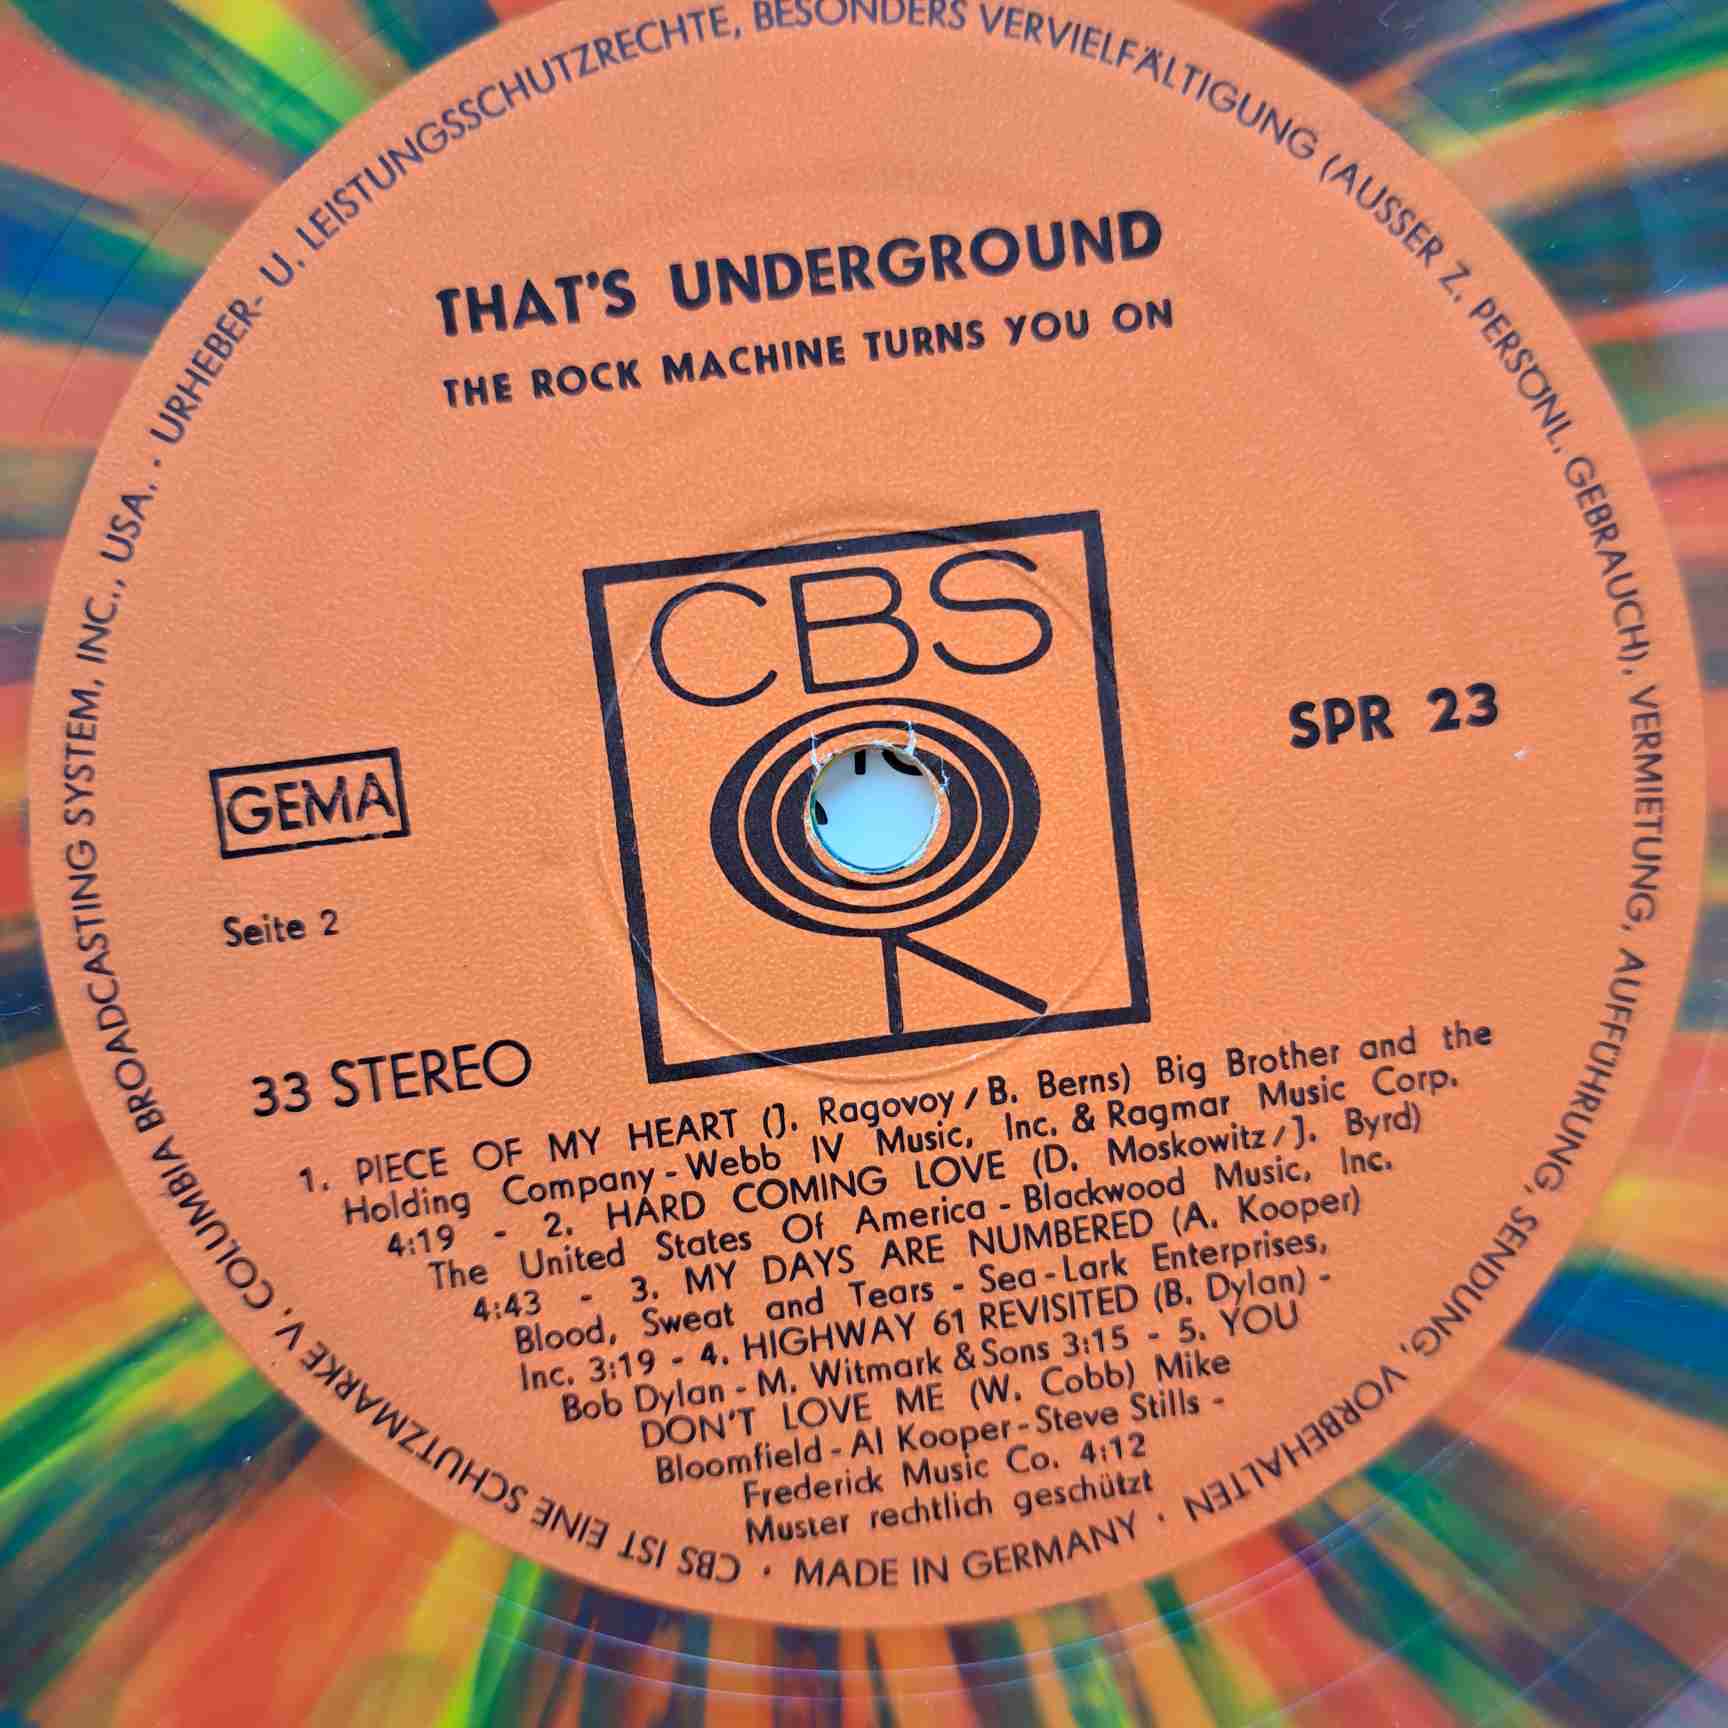 THAT'S UNDERGROUND
THE ROCK MACHINE TURNS YOU ON
CBS
GEMA
SPR 23
Seite 2
33 STEREO
1. PIECE OF MY HEART (J. Ragovoy / B. Berns) Big Brother and the
Holding Company - Webb IV Music, Inc. & Ragmar Music Corp.
4:19 - 2. HARD COMING LOVE (D. Moskowitz / J. Byrd)
The United States Of America - Blackwood Music, Inc.
4:43 - 3. MY DAYS ARE NUMBERED (A. Kooper)
Blood, Sweat and Tears - Sea-Lark Enterprises,
Inc. 3:19 - 4. HIGHWAY 61 REVISITED (B. Dylan) -
Bob Dylan - M. Witmark & Sons 3:15 - 5. YOU
DON'T LOVE ME (W. Cobb) Mike
Bloomfield - Al Kooper - Steve Stills -
Frederick Music Co. 4:12
Muster rechtlich geschützt
CBS IST EINE SCHUTZMARKE V. COLUMBIA BROADCASTING SYSTEM, INC., USA. · URHEBER- U. LEISTUNGSSCHUTZRECHTE, BESONDERS VERVIELFÄLTIGUNG (AUSSER Z. PERSÖNL. GEBRAUCH), VERMIETUNG, AUFFÜHRUNG, SENDUNG, VORBEHALTEN · MADE IN GERMANY ·